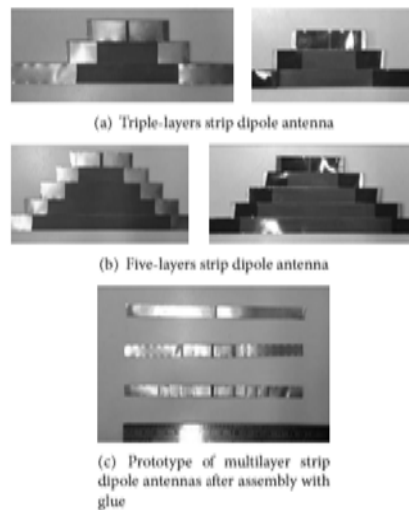 (a) Triple-layers strip dipole antenna
(b) Five-layers strip dipole antenna
(c) Prototype of multilayer strip
dipole antennas after assembly with
glue